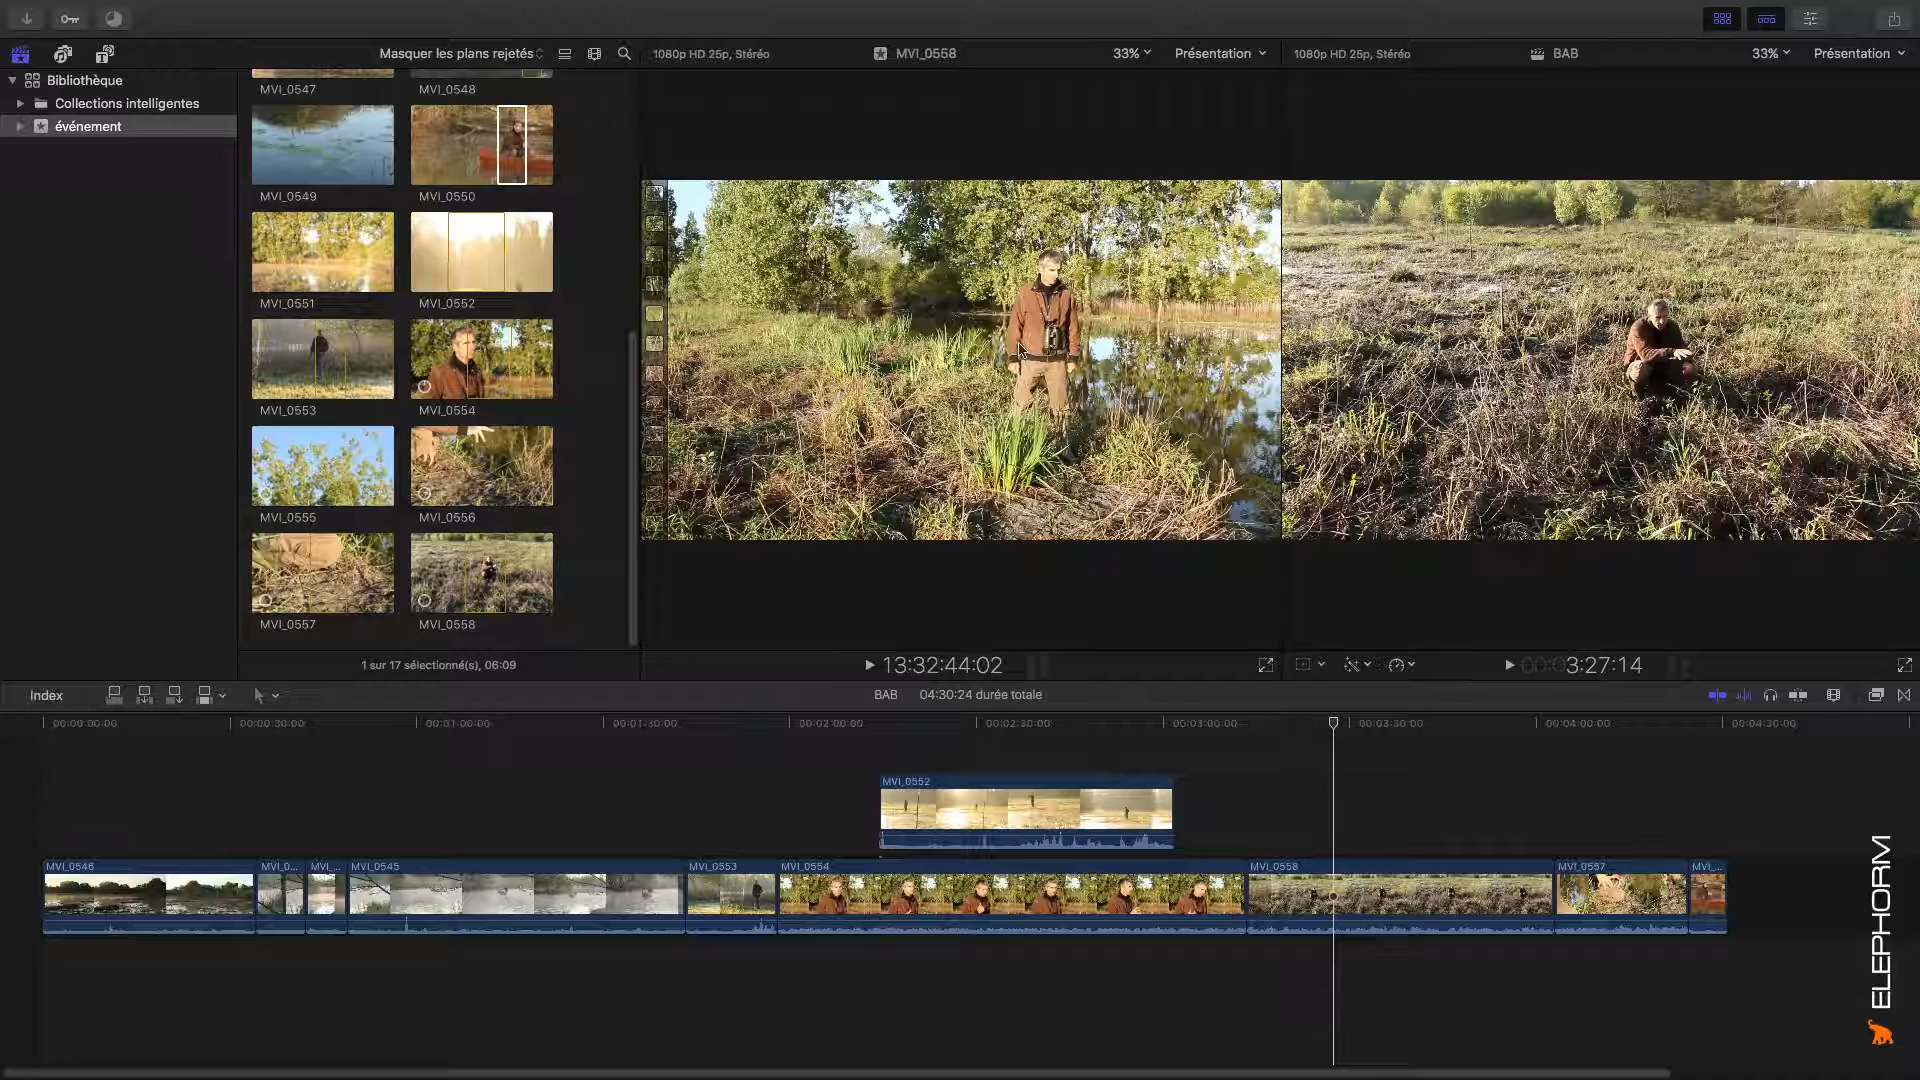 Masquer les plans rejetés
1080p HD 25p, Stéréo
MVI_0558
33%
Présentation
1080p HD 25p, Stéréo
BAB
33%
Présentation
Bibliothèque
Collections intelligentes
événement
MVI_0547
MVI_0548
MVI_0549
MVI_0550
MVI_0551
MVI_0552
MVI_0553
MVI_0554
MVI_0555
MVI_0556
MVI_0557
MVI_0558
1 sur 17 sélectionné(s), 06:09
13:32:44:02
00:03:27:14
Index
BAB
04:30:24 durée totale
00:00:00:00
00:00:30:00
00:01:00:00
00:01:30:00
00:02:00:00
00:02:30:00
00:03:00:00
00:03:30:00
00:04:00:00
00:04:30:00
MVI_0552
MVI_0546
MVI_0...
MVI_...
MVI_0545
MVI_0553
MVI_0554
MVI_0558
MVI_0557
MVI_...
ELEPHORM